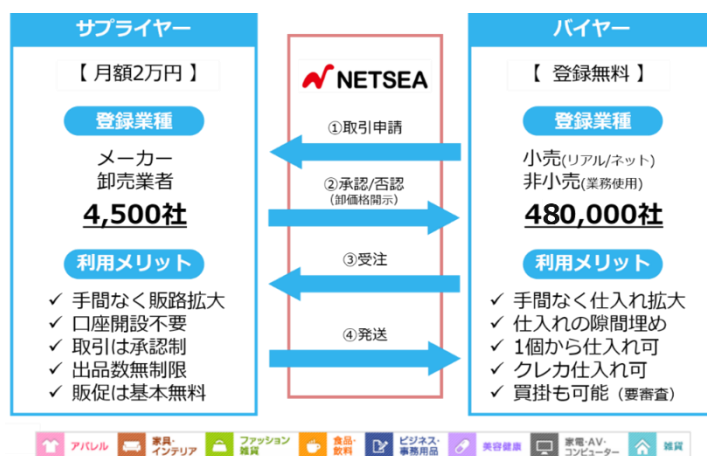 サプライヤー
【 月額2万円 】
登録業種
メーカー
卸売業者
4,500社
利用メリット
✓ 手間なく販路拡大
✓ 口座開設不要
✓ 取引は承認制
✓ 出品数無制限
✓ 販促は基本無料
NETSEA
①取引申請
②承認/否認
(卸価格開示)
③受注
④発送
バイヤー
【 登録無料 】
登録業種
小売(リアル/ネット)
非小売(業務使用)
480,000社
利用メリット
✓ 手間なく仕入れ拡大
✓ 仕入れの隙間埋め
✓ 1個から仕入れ可
✓ クレカ仕入れ可
✓ 買掛も可能（要審査）
アパレル
家具・
インテリア
ファッション
雑貨
食品・
飲料
ビジネス・
事務用品
美容健康
家電・AV・
コンピューター
雑貨